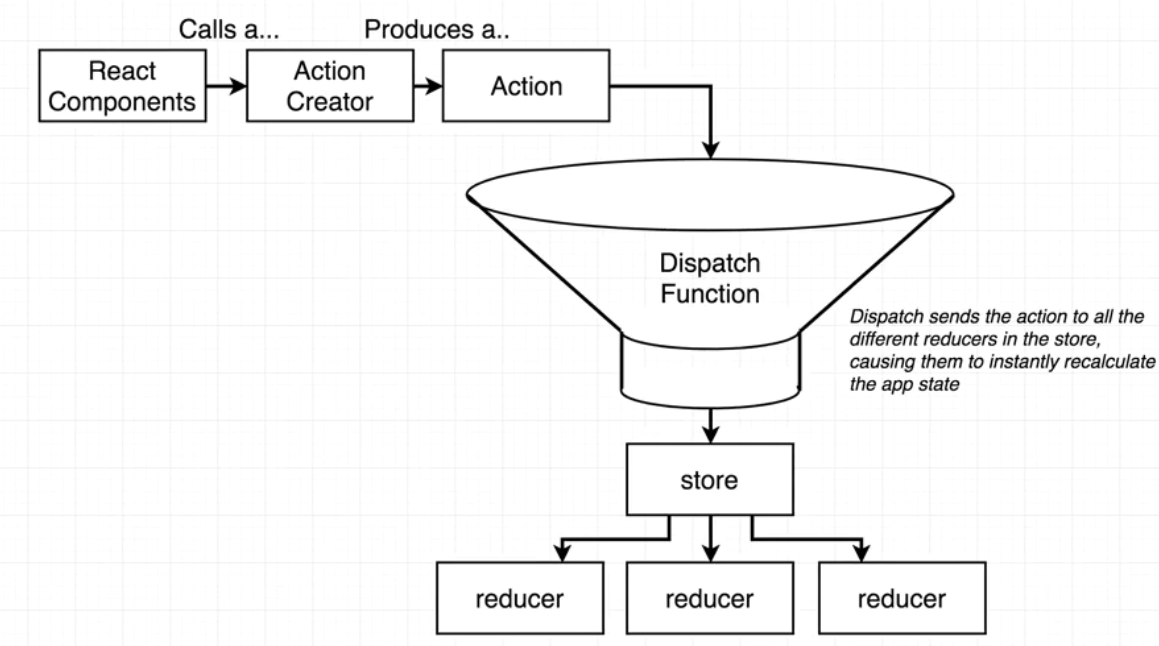 Calls a...
Produces a..
React
Components
Action
Creator
Action
Dispatch
Function
Dispatch sends the action to all the
different reducers in the store,
causing them to instantly recalculate
the app state
store
reducer
reducer
reducer